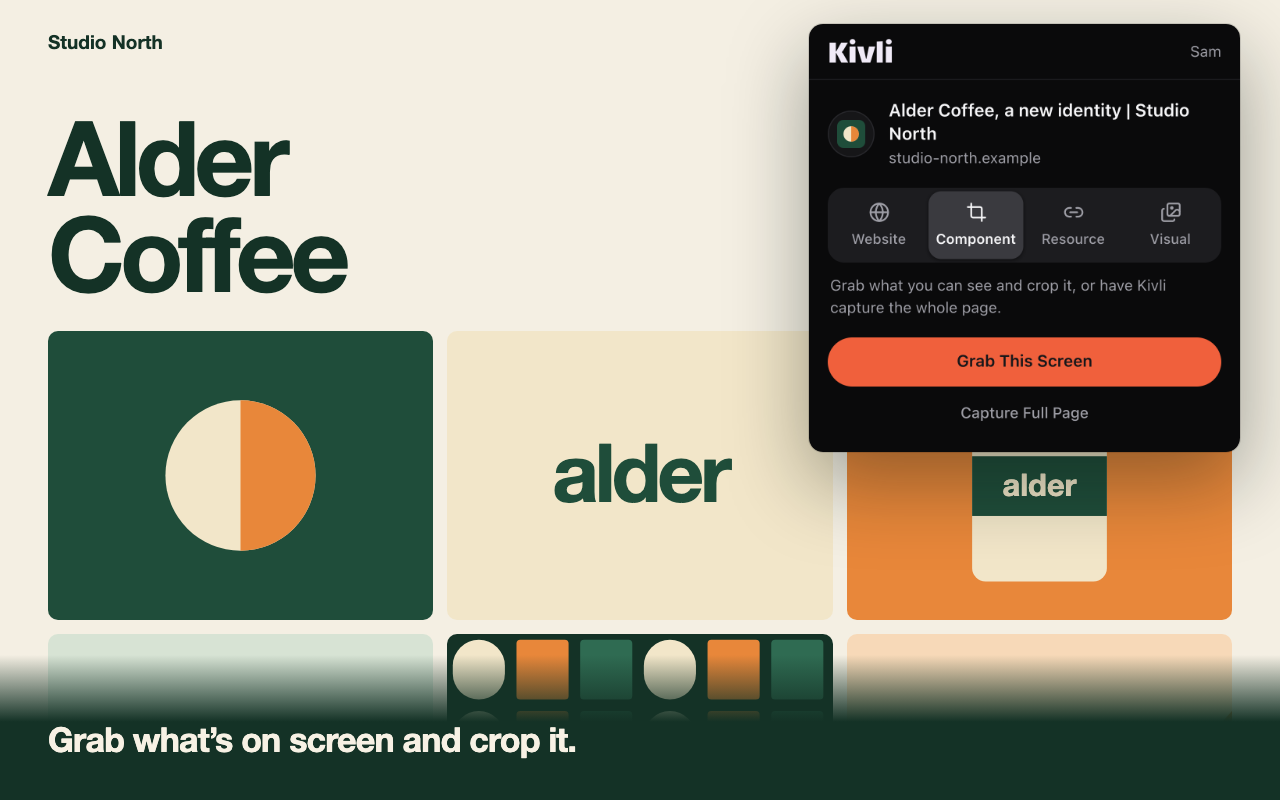 Studio North
Alder
Coffee
Kivli
Sam
Alder Coffee, a new identity | Studio
North
studio-north.example
Website
Component
Resource
Visual
Grab what you can see and crop it, or have Kivli
capture the whole page.
Grab This Screen
Capture Full Page
alder
alder
Grab what’s on screen and crop it.